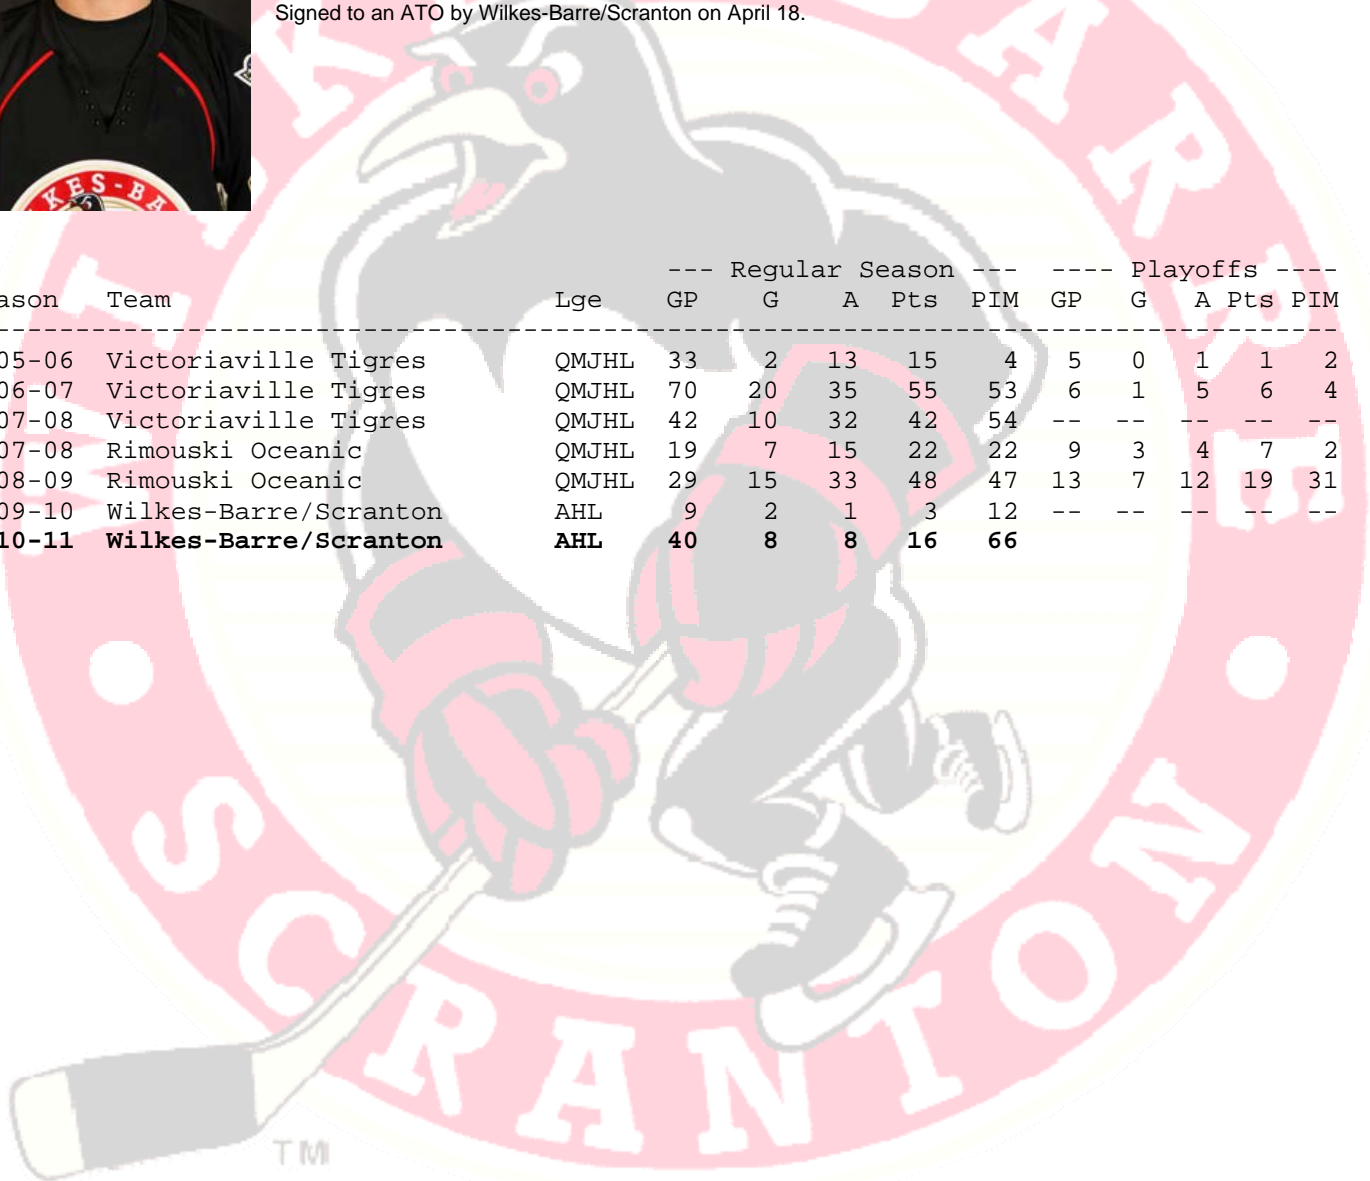 Signed to an ATO by Wilkes-Barre/Scranton on April 18.
KES-BA
--- Regular Season --- ---- Playoffs ----
ason Team Lge GP G A Pts PIM GP G A Pts PIM
05-06 Victoriaville Tigres QMJHL 33 2 13 15 4 5 0 1 1 2
06-07 Victoriaville Tigres QMJHL 70 20 35 55 53 6 1 5 6 4
07-08 Victoriaville Tigres QMJHL 42 10 32 42 54 -- -- -- -- --
07-08 Rimouski Oceanic QMJHL 19 7 15 22 22 9 3 4 7 2
08-09 Rimouski Oceanic QMJHL 29 15 33 48 47 13 7 12 19 31
09-10 Wilkes-Barre/Scranton AHL 9 2 1 3 12 -- -- -- -- --
10-11 Wilkes-Barre/Scranton AHL 40 8 8 16 66
WILKES-BARRE
SCRANTON
TM